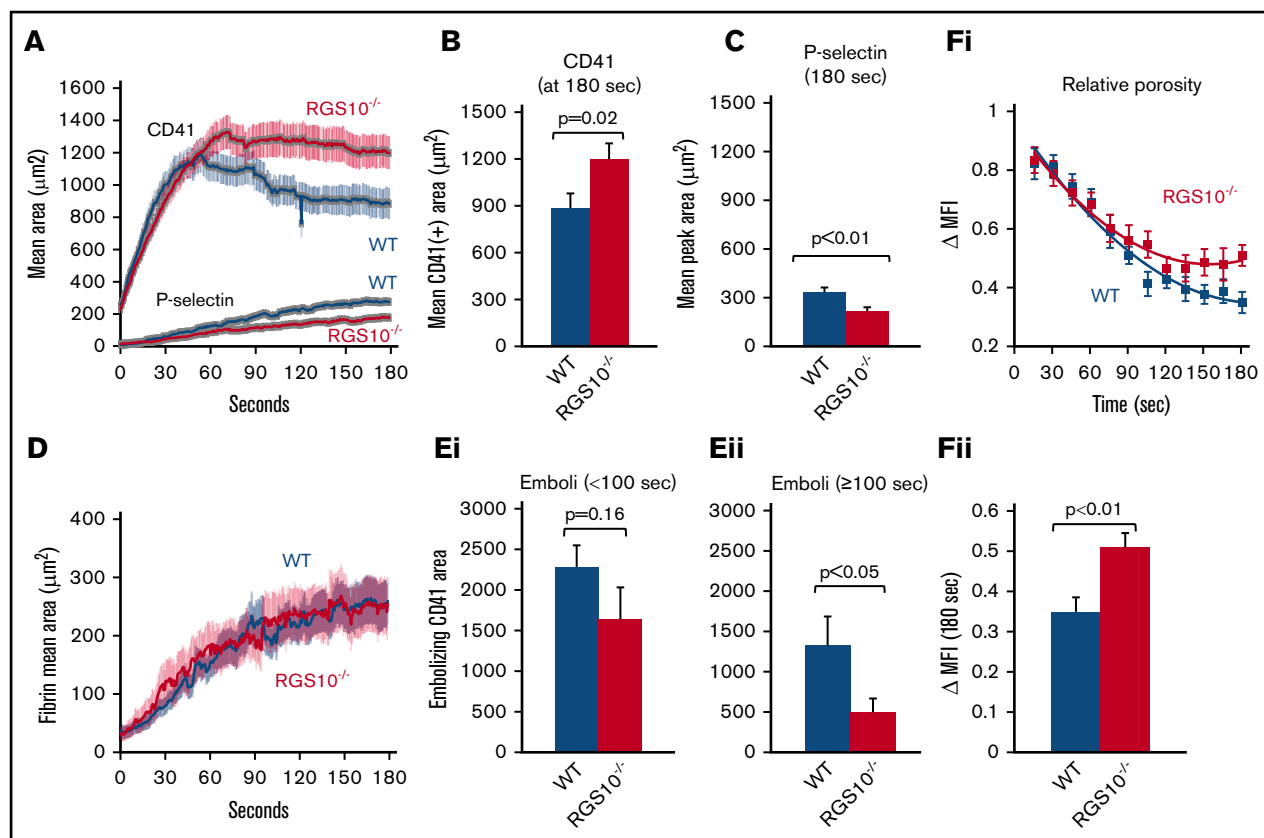 A
Mean area (μm2)
1600
1400
1200
1000
800
600
400
200
0
CD41
RGS10-/-
WT
WT
P-selectin
RGS10-/-
0 30 60 90 120 150 180
Seconds
B
CD41
(at 180 sec)
Mean CD41(+) area (μm2)
1500
1200
900
600
300
0
p=0.02
WT
RGS10-/-
C
P-selectin
(180 sec)
Mean peak area (μm2)
1500
1200
900
600
300
0
p<0.01
WT
RGS10-/-
Fi
Relative porosity
Δ MFI
1
0.8
0.6
0.4
0.2
RGS10-/-
WT
0 30 60 90 120 150 180
Time (sec)
D
Fibrin mean area (μm2)
400
300
200
100
0
WT
RGS10-/-
0 30 60 90 120 150 180
Seconds
Ei
Emboli (<100 sec)
Embolizing CD41 area
3000
2500
2000
1500
1000
500
0
p=0.16
WT
RGS10-/-
Eii
Emboli (≥100 sec)
3000
2500
2000
1500
1000
500
0
p<0.05
WT
RGS10-/-
Fii
Δ MFI (180 sec)
0.6
0.5
0.4
0.3
0.2
0.1
0
p<0.01
WT
RGS10-/-